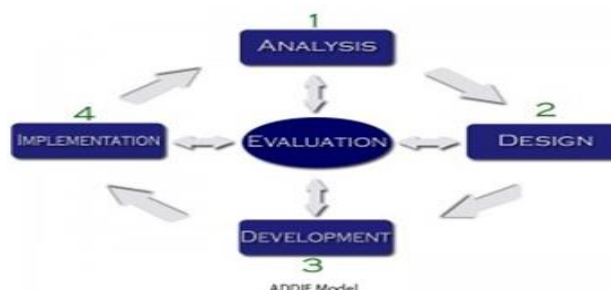 1
ANALYSIS
2
DESIGN
4
IMPLEMENTATION
EVALUATION
DEVELOPMENT
3
ADDIE Model